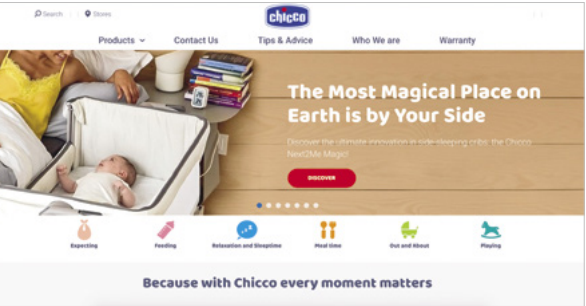 Search
Stores
chicco
Products
Contact Us
Tips & Advice
Who We are
Warranty
The Most Magical Place on
Earth is by Your Side
Discover the ultimate innovation in side-sleeping cribs: the Chicco
Next2Me Magic!
DISCOVER
Expecting
Feeding
Relaxation and Sleeptime
Meal time
Out and About
Playing
Because with Chicco every moment matters